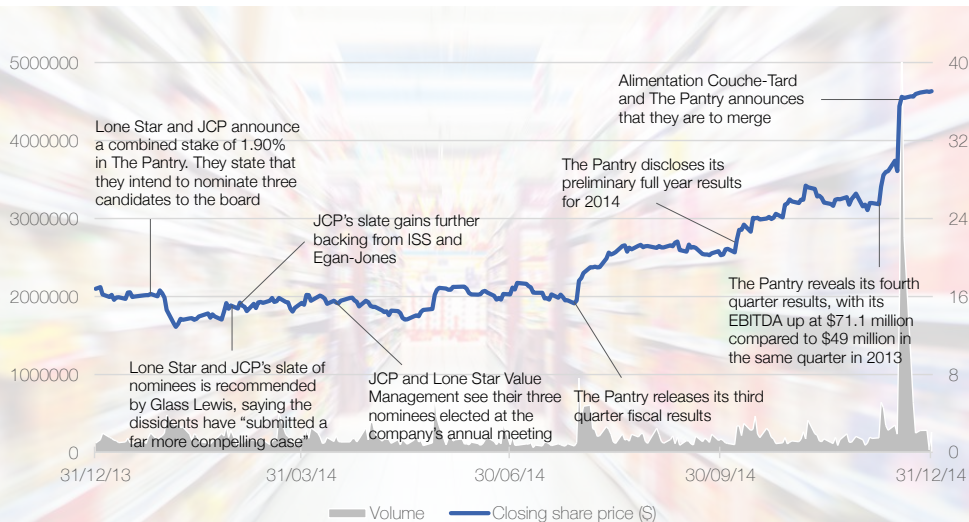 5000000
4000000
3000000
2000000
1000000
0
40
32
24
16
8
0
Lone Star and JCP announce
a combined stake of 1.90%
in The Pantry. They state that
they intend to nominate three
candidates to the board
JCP's slate gains further
backing from ISS and
Egan-Jones
The Pantry discloses its
preliminary full year results
for 2014
Alimentation Couche-Tard
and The Pantry announces
that they are to merge
Lone Star and JCP's slate of
nominees is recommended
by Glass Lewis, saying the
dissidents have “submitted a
far more compelling case”
JCP and Lone Star Value
Management see their three
nominees elected at the
company's annual meeting
The Pantry releases its third
quarter fiscal results
The Pantry reveals its fourth
quarter results, with its
EBITDA up at $71.1 million
compared to $49 million in
the same quarter in 2013
31/12/13
31/03/14
30/06/14
30/09/14
31/12/14
Volume
Closing share price ($)